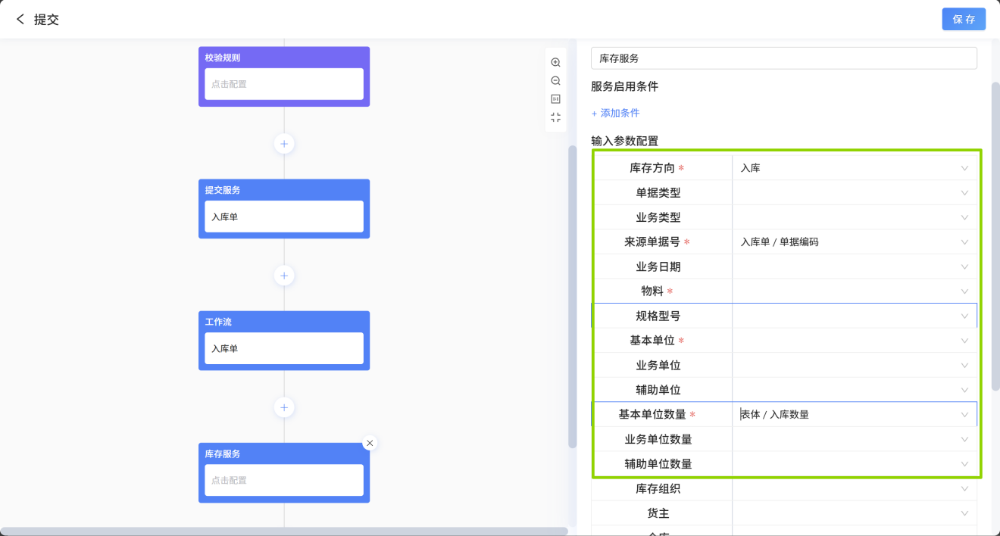 提交
保 存
校验规则
点击配置
提交服务
入库单
工作流
入库单
库存服务
点击配置
库存服务
服务启用条件
+ 添加条件
输入参数配置
库存方向 * 入库
单据类型
业务类型
来源单据号 * 入库单 / 单据编码
业务日期
物料 *
规格型号
基本单位 *
业务单位
辅助单位
基本单位数量 * 表体 / 入库数量
业务单位数量
辅助单位数量
库存组织
货主